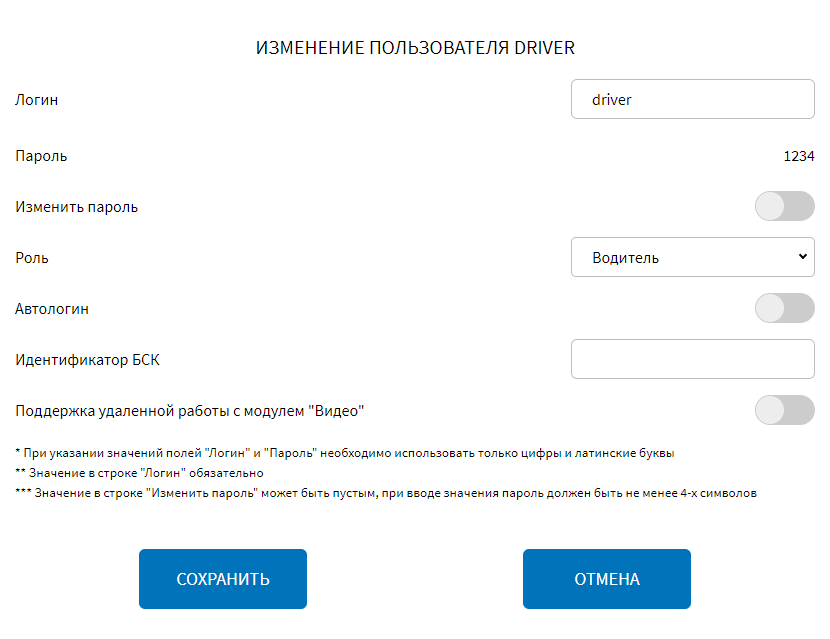 ИЗМЕНЕНИЕ ПОЛЬЗОВАТЕЛЯ DRIVER
Логин driver
Пароль 1234
Изменить пароль
Роль Водитель
Автологин
Идентификатор БСК
Поддержка удаленной работы с модулем "Видео"
* При указании значений полей "Логин" и "Пароль" необходимо использовать только цифры и латинские буквы
** Значение в строке "Логин" обязательно
*** Значение в строке "Изменить пароль" может быть пустым, при вводе значения пароль должен быть не менее 4-х символов
СОХРАНИТЬ ОТМЕНА